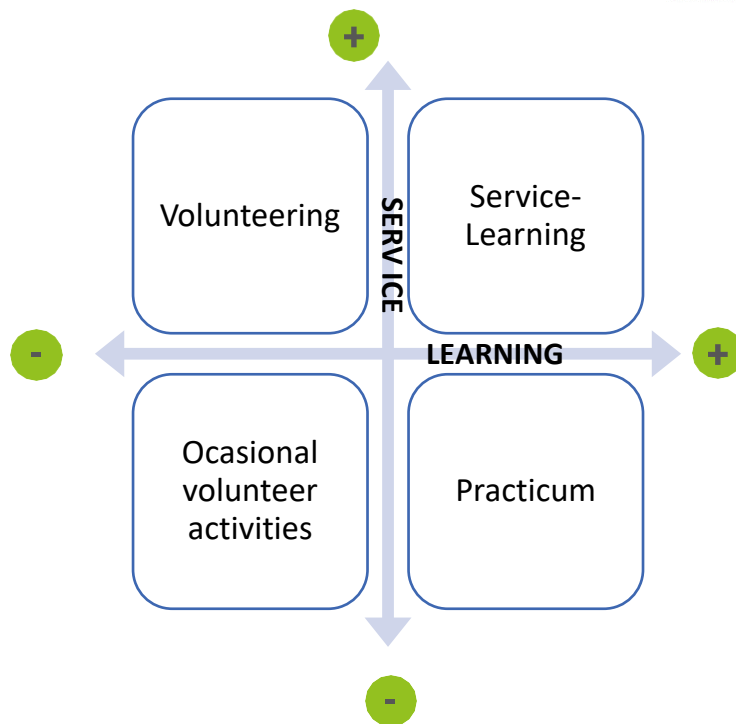 +
Volunteering
Service-
Learning
SERV ICE
-
LEARNING
+
Ocasional
volunteer
activities
Practicum
-